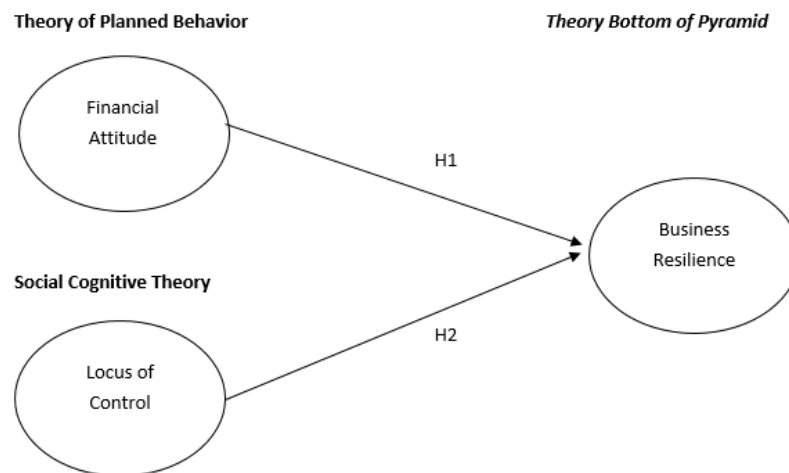 Theory of Planned Behavior
Theory Bottom of Pyramid
Financial
Attitude
H1
Business
Resilience
Social Cognitive Theory
H2
Locus of
Control